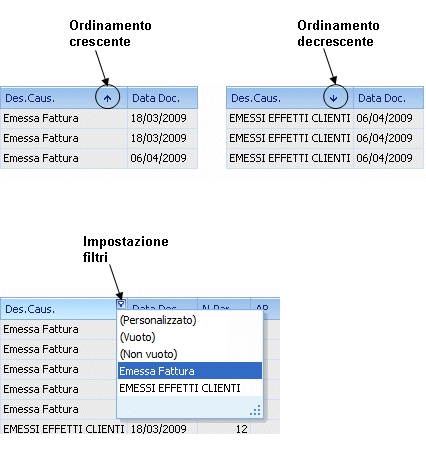 Ordinamento crescente
Ordinamento decrescente
Des.Caus. Data Doc.
Emessa Fattura 18/03/2009
Emessa Fattura 18/03/2009
Emessa Fattura 06/04/2009
Des.Caus. Data Doc.
EMESSI EFFETTI CLIENTI 06/04/2009
EMESSI EFFETTI CLIENTI 06/04/2009
EMESSI EFFETTI CLIENTI 06/04/2009
Impostazione filtri
Des.Caus. Data Doc. N.Par. AP
Emessa Fattura
Emessa Fattura
Emessa Fattura
Emessa Fattura
Emessa Fattura
(Personalizzato)
(Vuoto)
(Non vuoto)
Emessa Fattura
EMESSI EFFETTI CLIENTI
EMESSI EFFETTI CLIENTI 18/03/2009 12